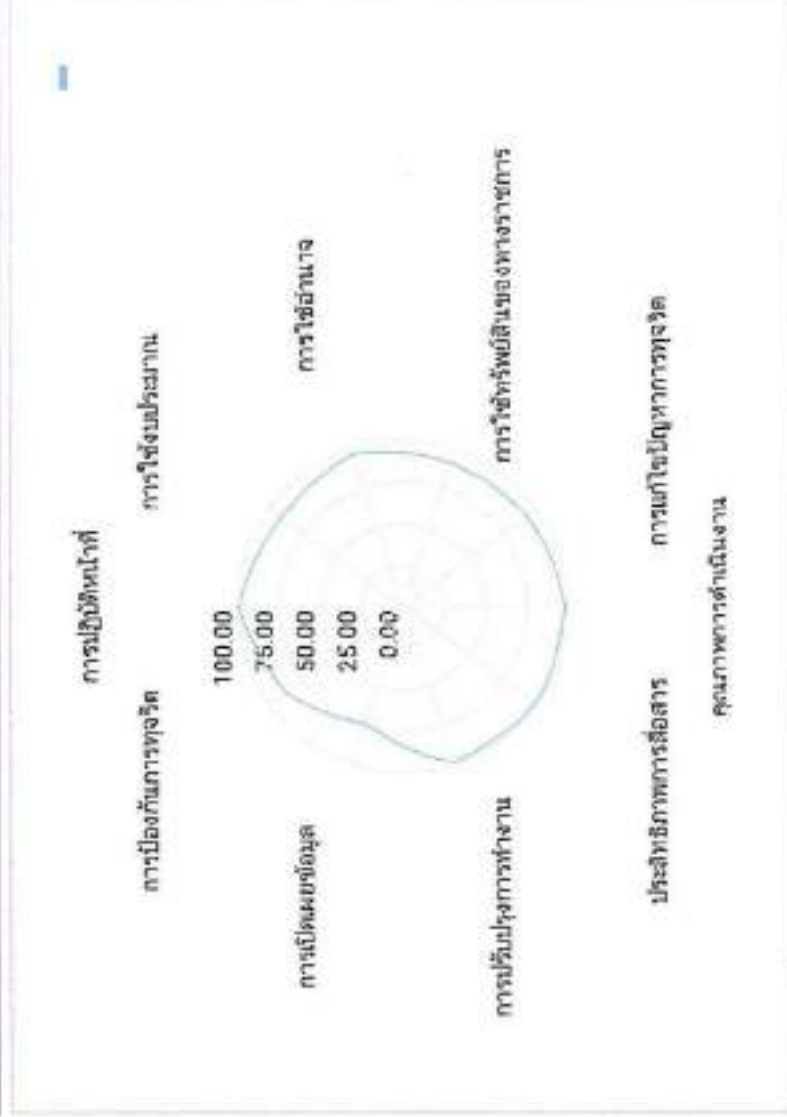 การปฏิบัติหน้าที่
การป้องกันการทุจริต
การใช้งบประมาณ
100.00
75.00
50.00
25.00
0.00
การเปิดเผยข้อมูล
การใช้อำนาจ
การปรับปรุงการทำงาน
การใช้ทรัพย์สินของทางราชการ
ประสิทธิภาพการสื่อสาร
การแก้ไขปัญหาการทุจริต
คุณภาพการดำเนินงาน